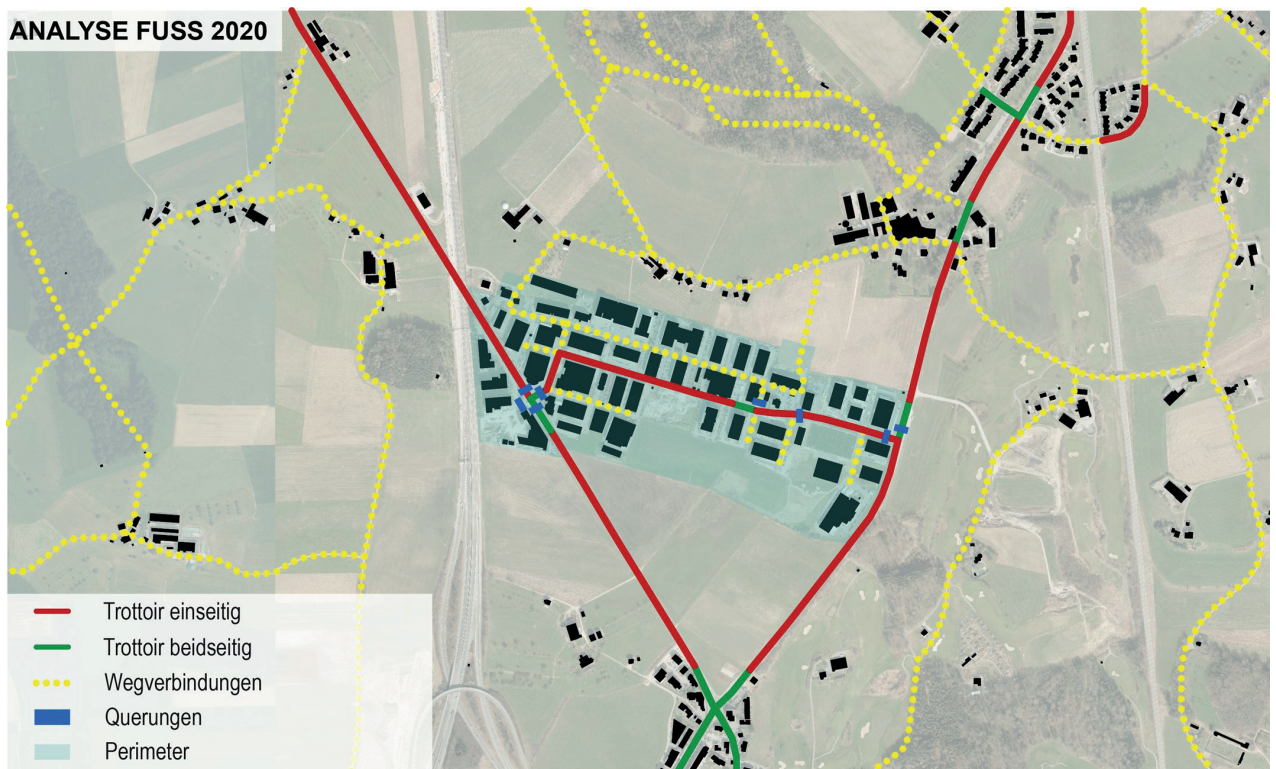 ANALYSE FUSS 2020
Trottoir einseitig
Trottoir beidseitig
Wegverbindungen
Querungen
Perimeter